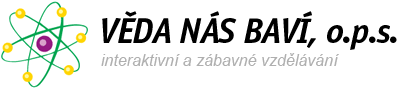 VĚDA NÁS BAVÍ, o.p.s.
interaktivní a zábavné vzdělávání